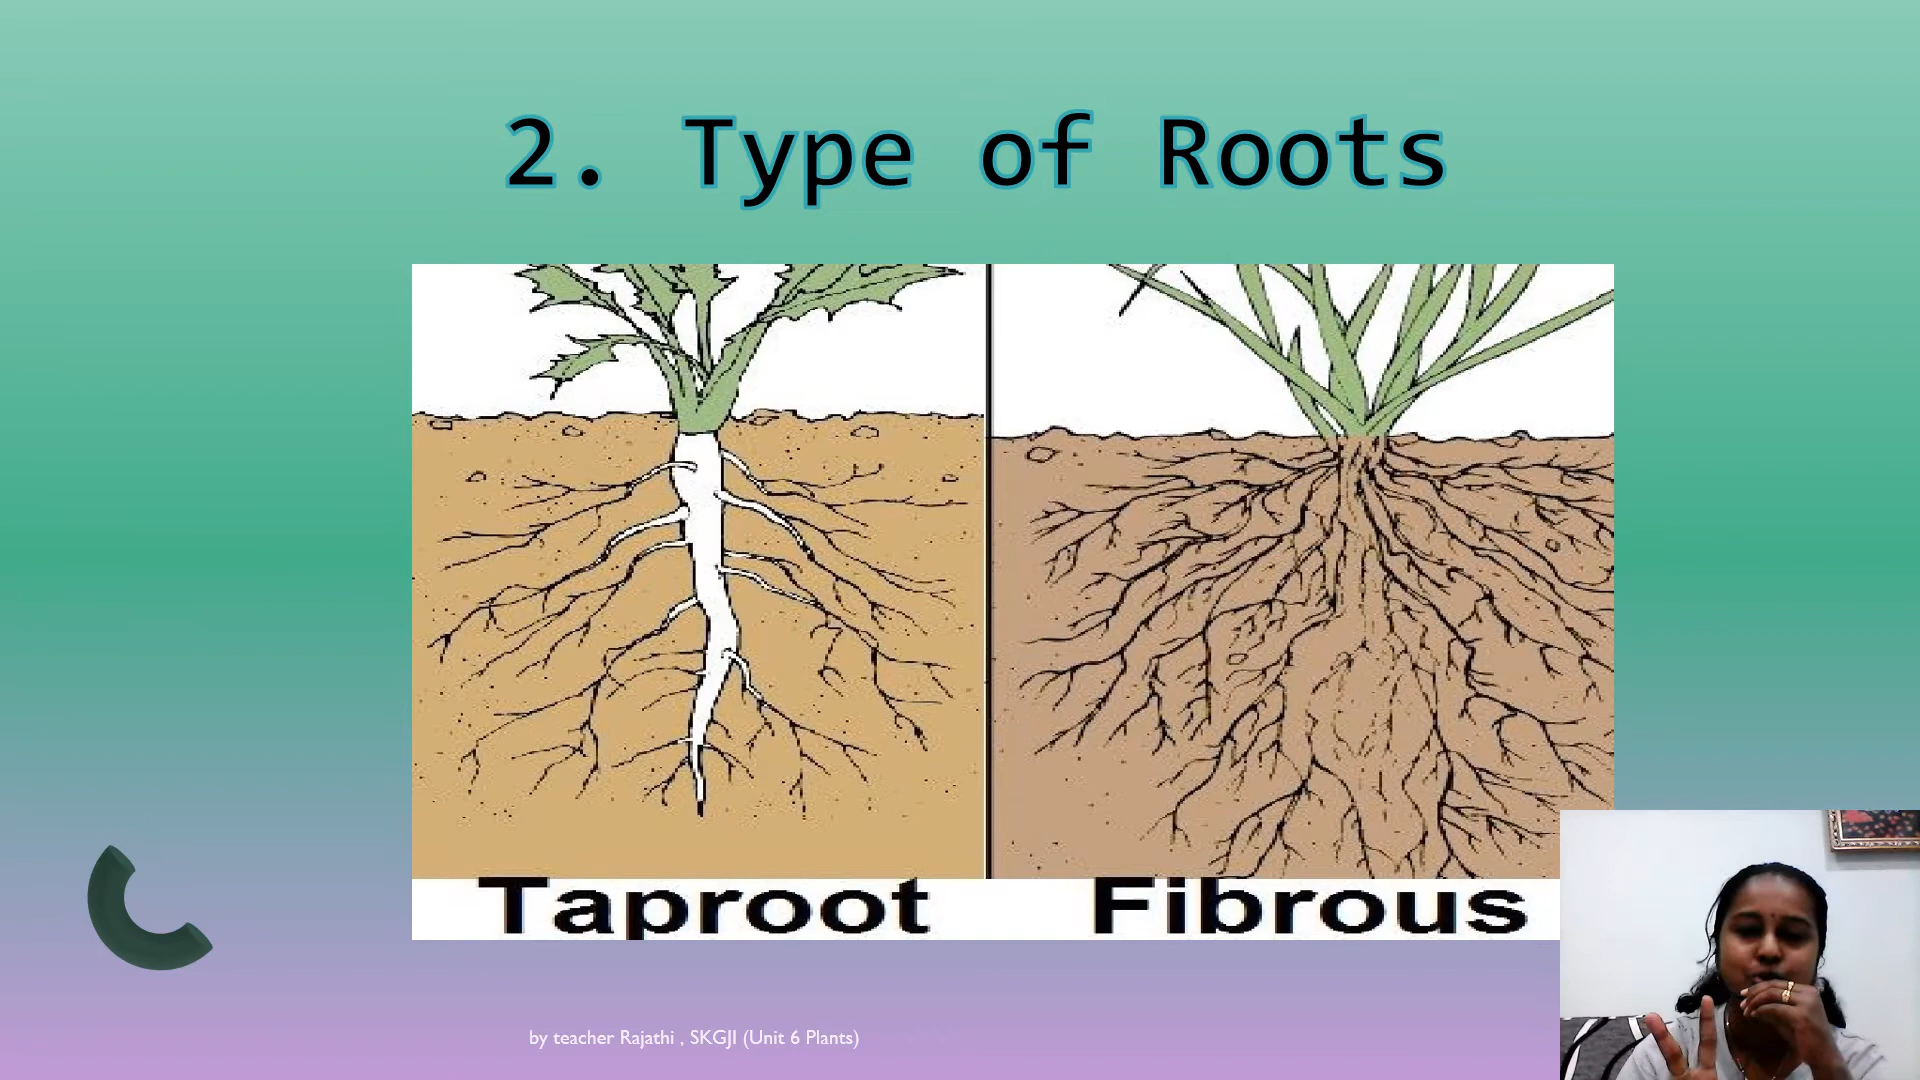 2. Type of Roots
Taproot
Fibrous
by teacher Rajathi , SKGJI (Unit 6 Plants)